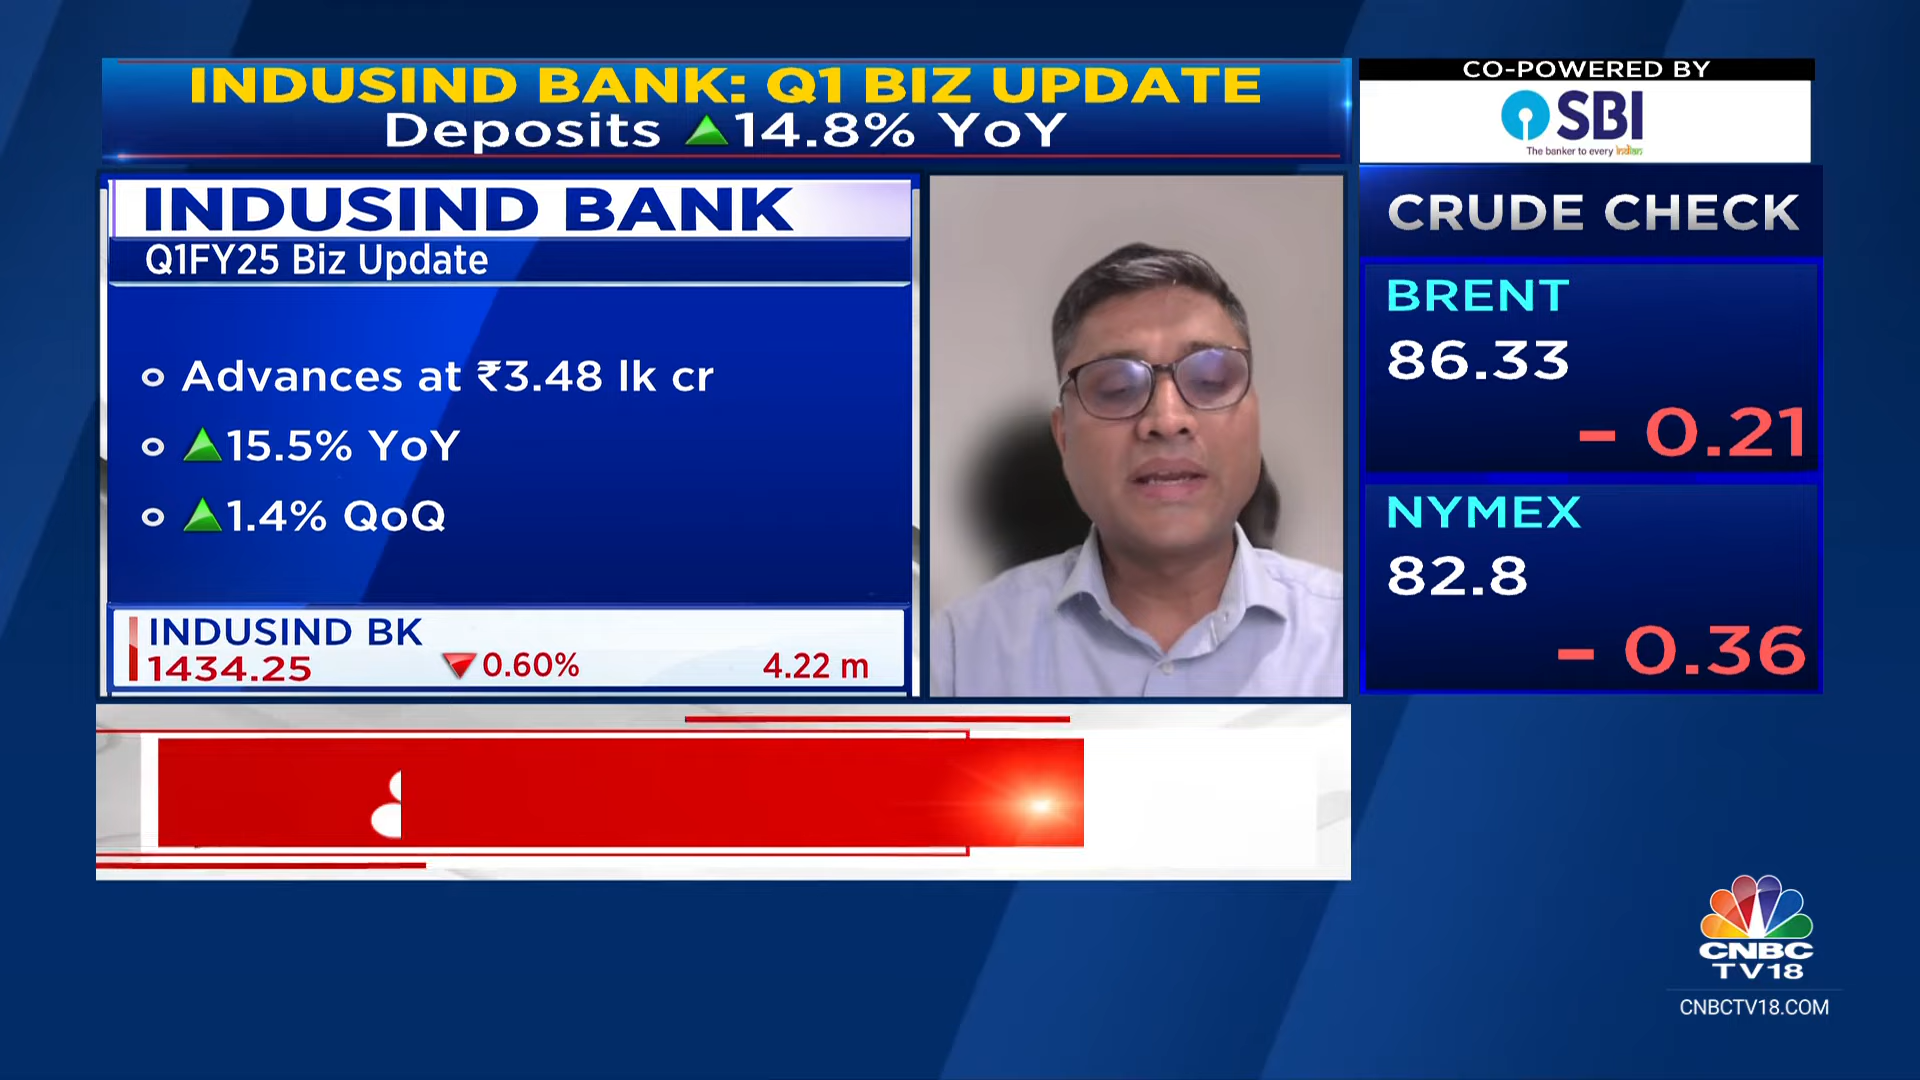 INDUSIND BANK: Q1 BIZ UPDATE
Deposits ▲14.8% YoY
CO-POWERED BY
SBI
The banker to every Indian
INDUSIND BANK
Q1FY25 Biz Update
Advances at ₹3.48 lk cr
▲15.5% YoY
▲1.4% QoQ
INDUSIND BK
1434.25 ▼0.60% 4.22 m
CRUDE CHECK
BRENT
86.33
– 0.21
NYMEX
82.8
– 0.36
CNBC
TV18
CNBCTV18.COM